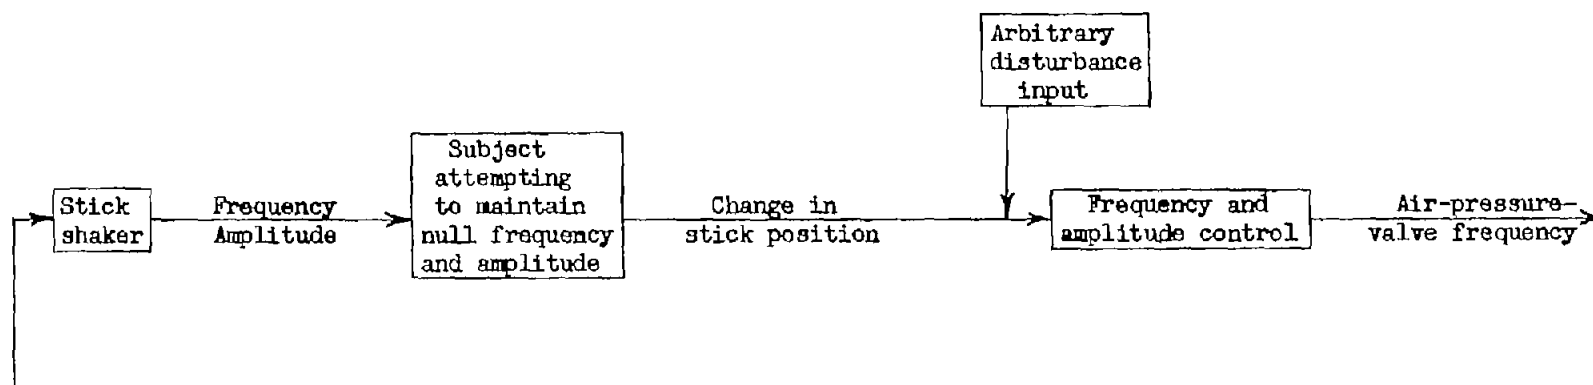 Arbitrary
disturbance
input
Stick
shaker
Frequency
Amplitude
Subject
attempting
to maintain
null frequency
and amplitude
Change in
stick position
Frequency and
amplitude control
Air-pressure-
valve frequency